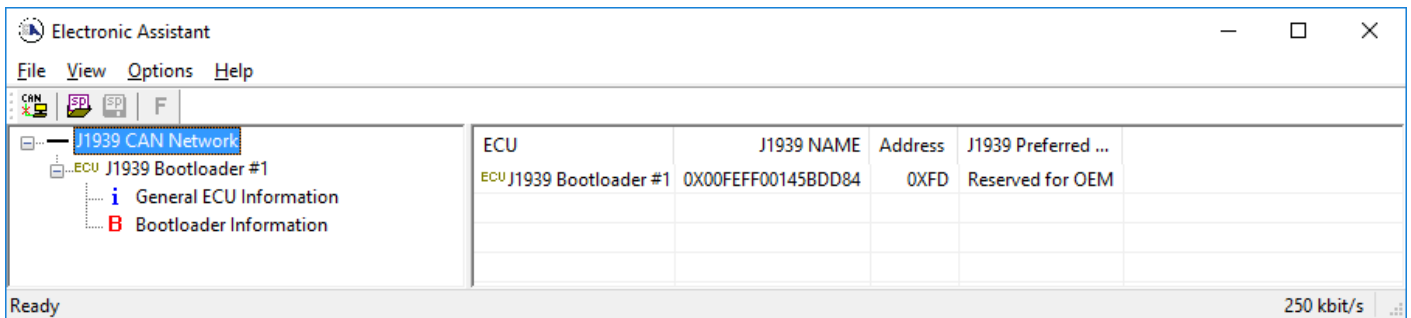 Electronic Assistant
File View Options Help
CAN SP SP F
J1939 CAN Network
ECU J1939 Bootloader #1
i General ECU Information
B Bootloader Information
ECU J1939 NAME Address J1939 Preferred ...
ECU J1939 Bootloader #1 0X00FEFF00145BDD84 0XFD Reserved for OEM
Ready 250 kbit/s